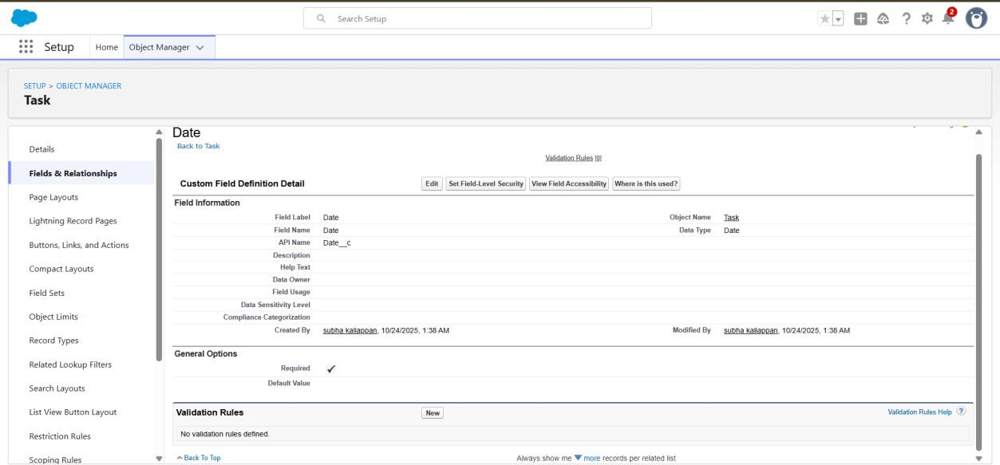 Search Setup
2
Setup
Home
Object Manager
SETUP > OBJECT MANAGER
Task
Details
Fields & Relationships
Page Layouts
Lightning Record Pages
Buttons, Links, and Actions
Compact Layouts
Field Sets
Object Limits
Record Types
Related Lookup Filters
Search Layouts
List View Button Layout
Restriction Rules
Scoping Rules
Date
Back to Task
Validation Rules [0]
Custom Field Definition Detail
Edit Set Field-Level Security View Field Accessibility Where is this used?
Field Information
Field Label Date Object Name Task
Field Name Date Data Type Date
API Name Date__c
Description
Help Text
Data Owner
Field Usage
Data Sensitivity Level
Compliance Categorization
Created By subha kaliappan, 10/24/2025, 1:38 AM Modified By subha kaliappan, 10/24/2025, 1:38 AM
General Options
Required ✓
Default Value
Validation Rules New Validation Rules Help ?
No validation rules defined.
^ Back To Top Always show me ▼ more records per related list